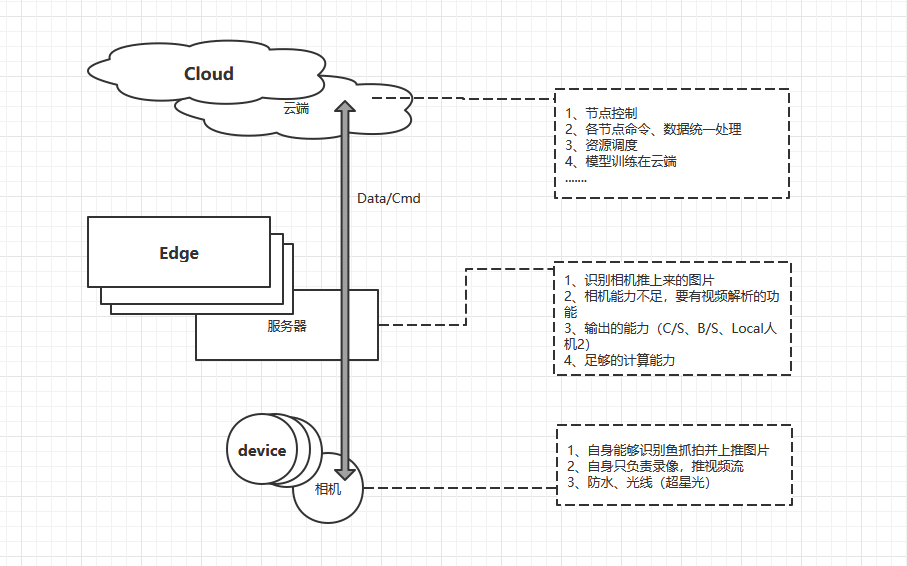 Cloud
云端
1、节点控制
2、各节点命令、数据统一处理
3、资源调度
4、模型训练在云端
.......
Data/Cmd
Edge
服务器
1、识别相机推上来的图片
2、相机能力不足，要有视频解析的功
能
3、输出的能力（C/S、B/S、Local人
机2）
4、足够的计算能力
device
相机
1、自身能够识别鱼抓拍并上推图片
2、自身只负责录像，推视频流
3、防水、光线（超星光）